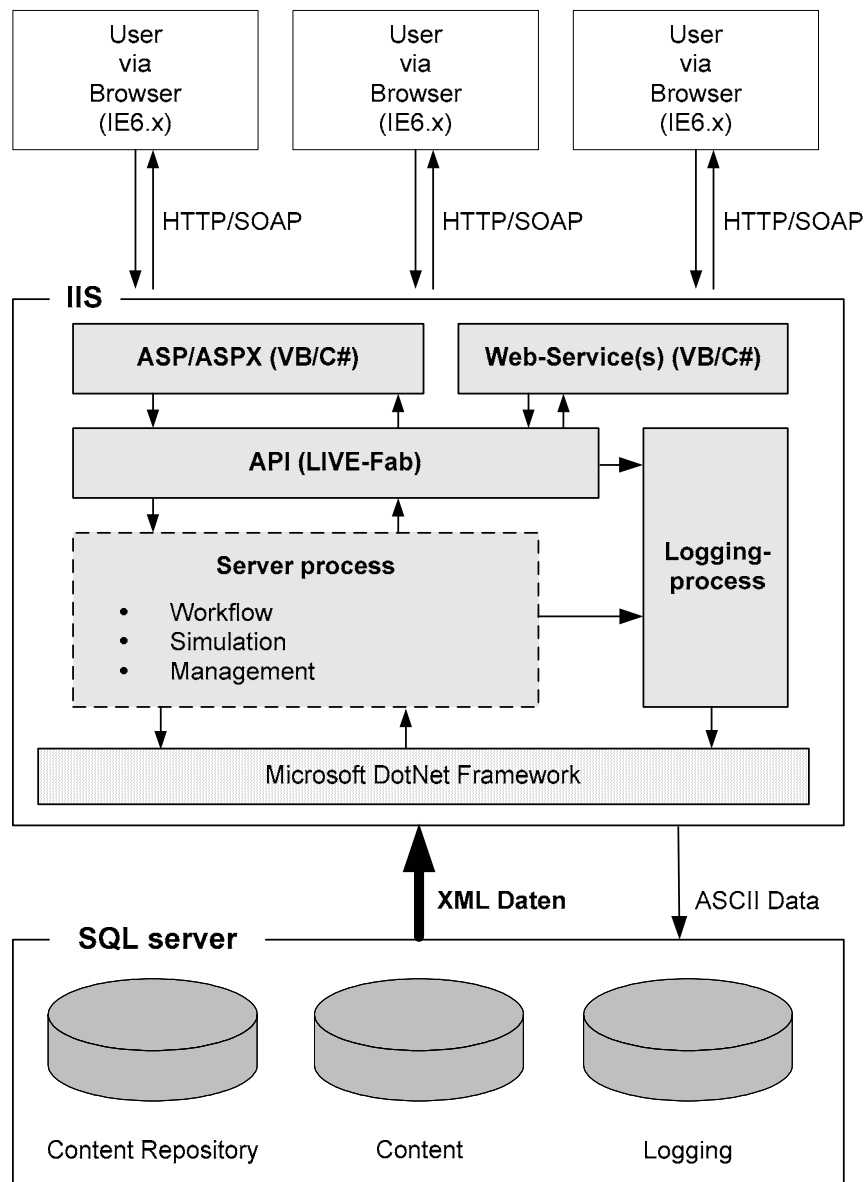 User
via
Browser
(IE6.x)
User
via
Browser
(IE6.x)
User
via
Browser
(IE6.x)
HTTP/SOAP
HTTP/SOAP
HTTP/SOAP
IIS
ASP/ASPX (VB/C#)
Web-Service(s) (VB/C#)
API (LIVE-Fab)
Server process
• Workflow
• Simulation
• Management
Logging-
process
Microsoft DotNet Framework
XML Daten
ASCII Data
SQL server
Content Repository
Content
Logging